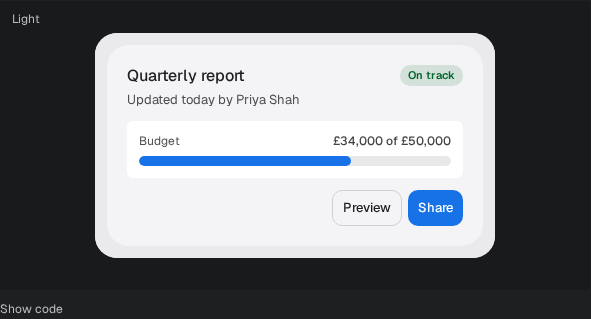 Light
Quarterly report
On track
Updated today by Priya Shah
Budget
£34,000 of £50,000
Preview
Share
Show code